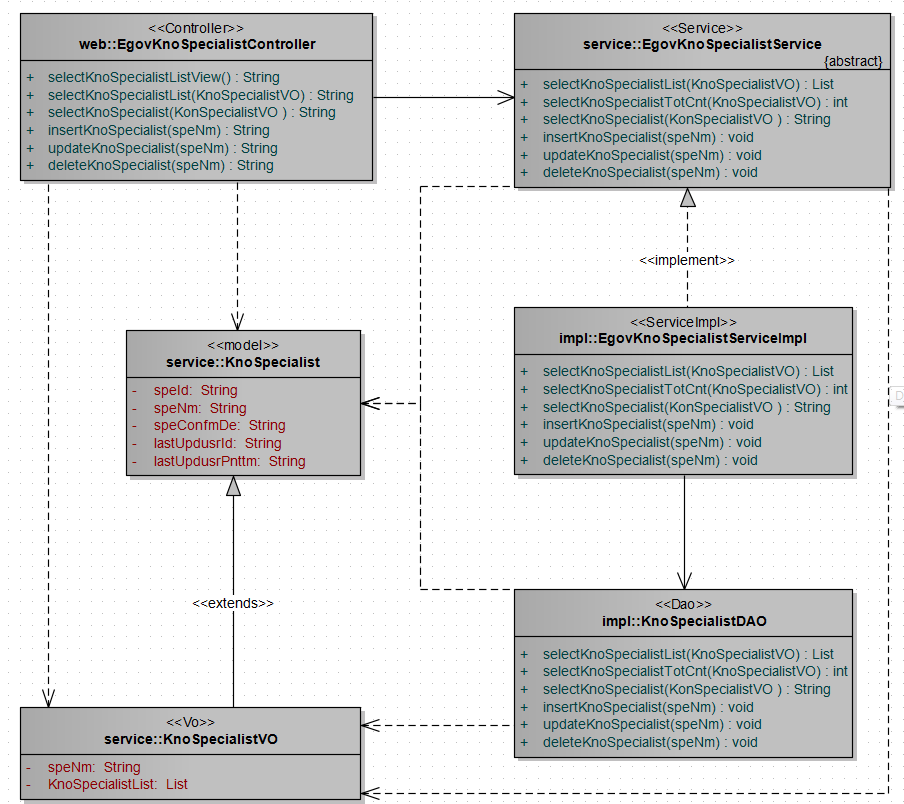 <<Controller>>
web::EgovKnoSpecialistController
+ selectKnoSpecialistListView() : String
+ selectKnoSpecialistList(KnoSpecialistVO) : String
+ selectKnoSpecialist(KonSpecialistVO ) : String
+ insertKnoSpecialist(speNm) : String
+ updateKnoSpecialist(speNm) : String
+ deleteKnoSpecialist(speNm) : String
<<Service>>
service::EgovKnoSpecialistService
{abstract}
+ selectKnoSpecialistList(KnoSpecialistVO) : List
+ selectKnoSpecialistTotCnt(KnoSpecialistVO) : int
+ selectKnoSpecialist(KonSpecialistVO ) : String
+ insertKnoSpecialist(speNm) : void
+ updateKnoSpecialist(speNm) : void
+ deleteKnoSpecialist(speNm) : void
<<implement>>
<<model>>
service::KnoSpecialist
- speId: String
- speNm: String
- speConfmDe: String
- lastUpdusrId: String
- lastUpdusrPnttm: String
<<ServiceImpl>>
impl::EgovKnoSpecialistServiceImpl
+ selectKnoSpecialistList(KnoSpecialistVO) : List
+ selectKnoSpecialistTotCnt(KnoSpecialistVO) : int
+ selectKnoSpecialist(KonSpecialistVO ) : String
+ insertKnoSpecialist(speNm) : void
+ updateKnoSpecialist(speNm) : void
+ deleteKnoSpecialist(speNm) : void
D
<<extends>>
<<Dao>>
impl::KnoSpecialistDAO
+ selectKnoSpecialistList(KnoSpecialistVO) : List
+ selectKnoSpecialistTotCnt(KnoSpecialistVO) : int
+ selectKnoSpecialist(KonSpecialistVO ) : String
+ insertKnoSpecialist(speNm) : void
+ updateKnoSpecialist(speNm) : void
+ deleteKnoSpecialist(speNm) : void
<<Vo>>
service::KnoSpecialistVO
- speNm: String
- KnoSpecialistList: List